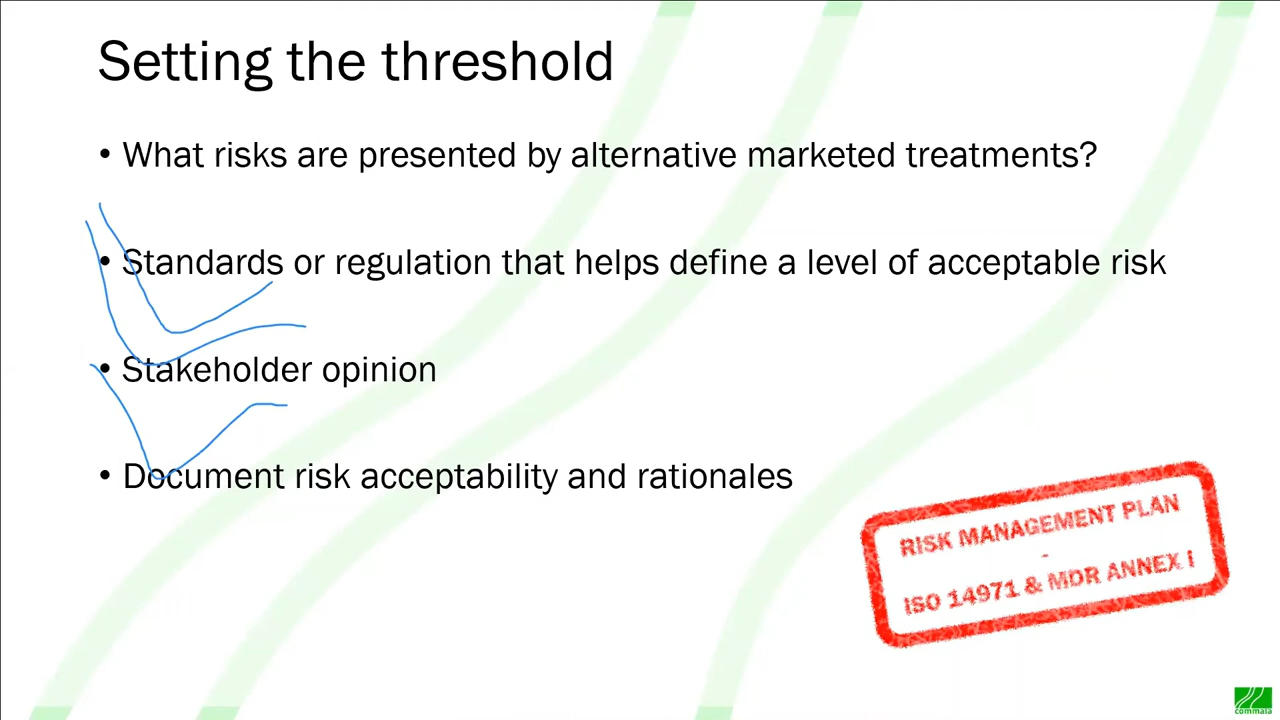 Setting the threshold
• What risks are presented by alternative marketed treatments?
• Standards or regulation that helps define a level of acceptable risk
• Stakeholder opinion
• Document risk acceptability and rationales
RISK MANAGEMENT PLAN
-
ISO 14971 & MDR ANNEX I
commaia